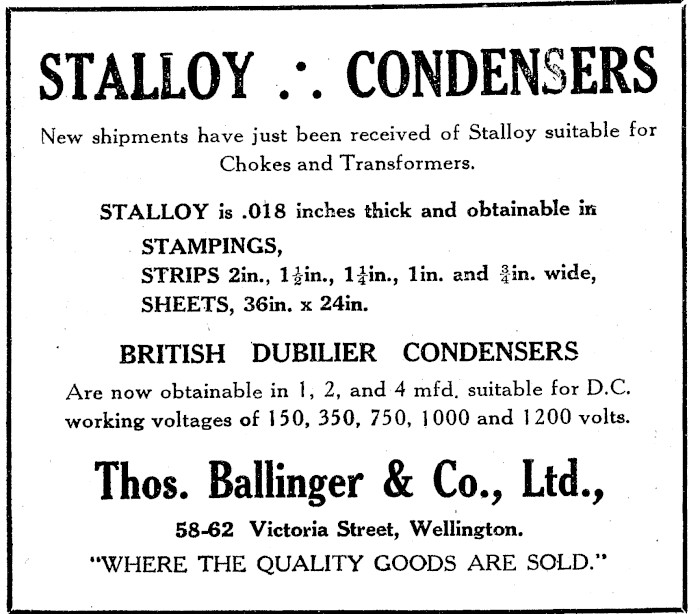 STALLOY ∴ CONDENSERS
New shipments have just been received of Stalloy suitable for
Chokes and Transformers.
STALLOY is .018 inches thick and obtainable in
STAMPINGS,
STRIPS 2in., 1½in., 1¼in., 1in. and ¾in. wide,
SHEETS, 36in. x 24in.
BRITISH DUBILIER CONDENSERS
Are now obtainable in 1, 2, and 4 mfd. suitable for D.C.
working voltages of 150, 350, 750, 1000 and 1200 volts.
Thos. Ballinger & Co., Ltd.,
58-62 Victoria Street, Wellington.
"WHERE THE QUALITY GOODS ARE SOLD."